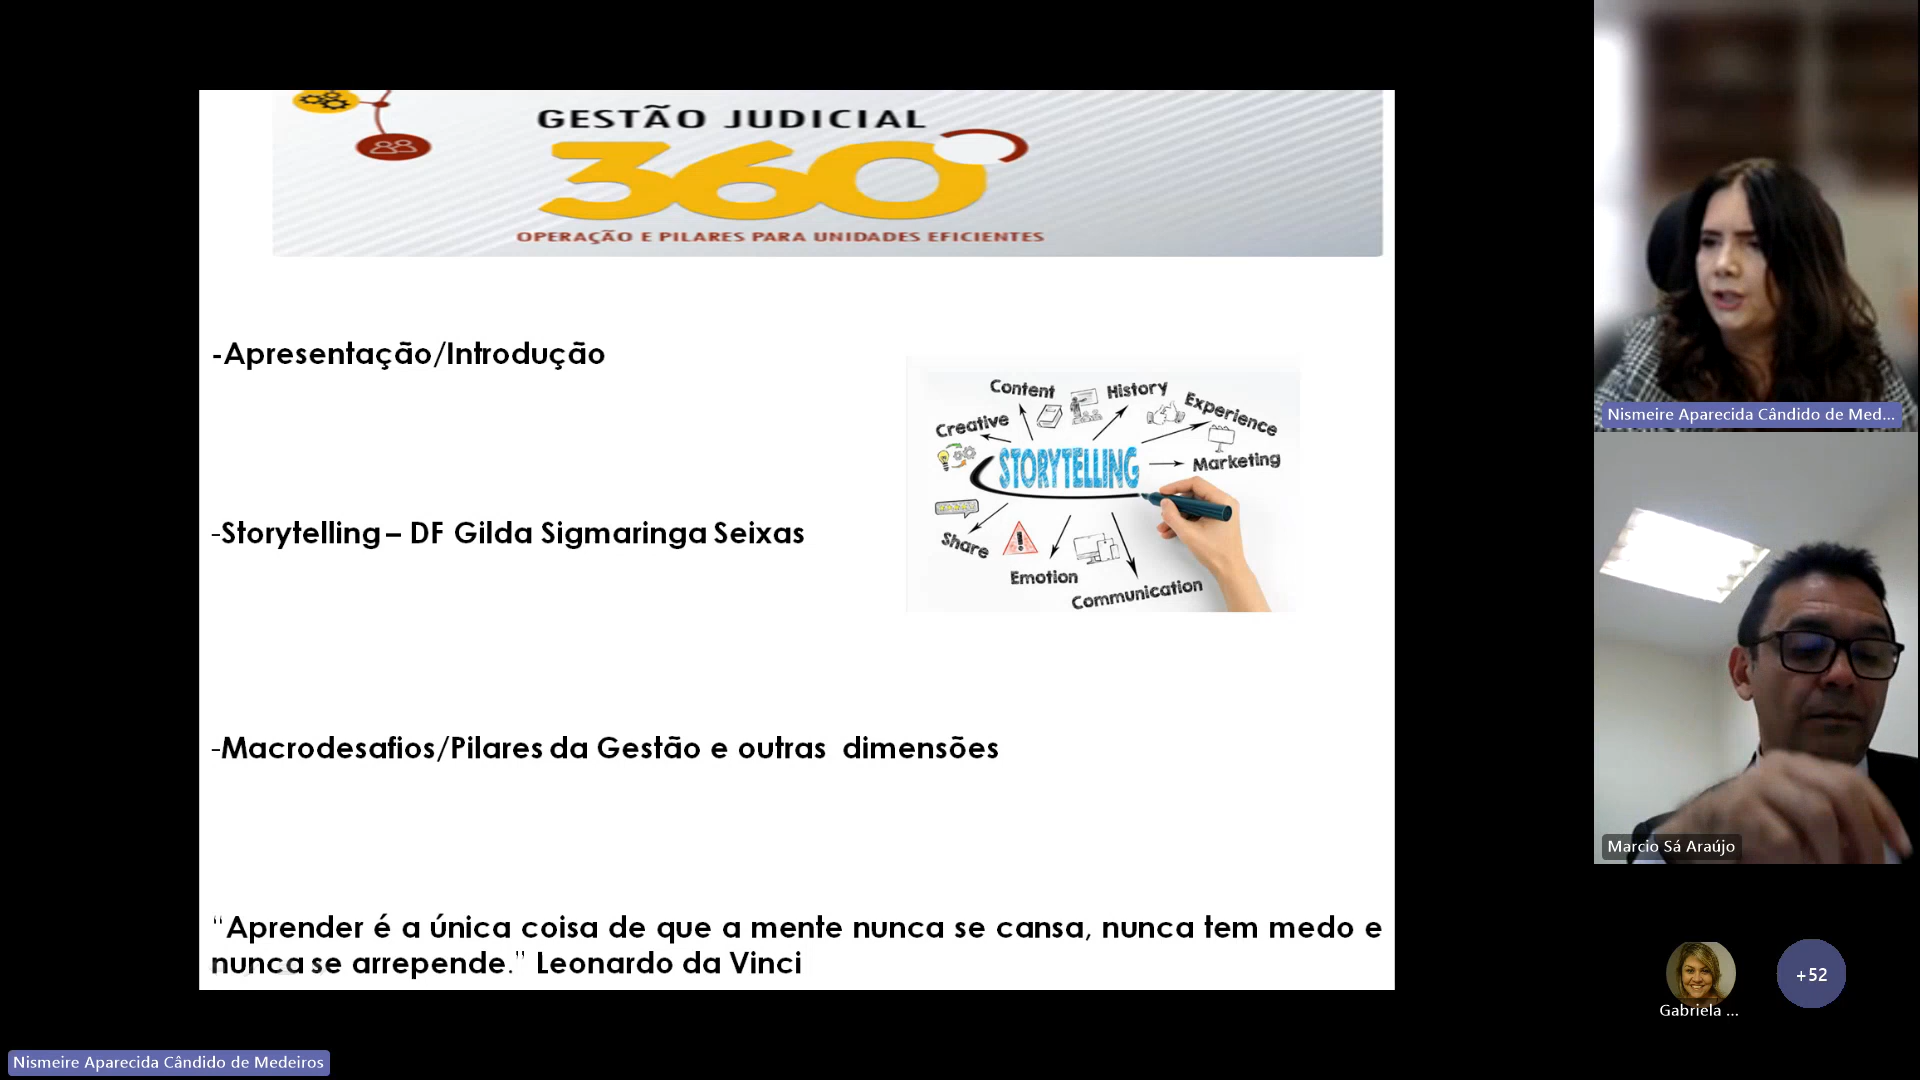 GESTÃO JUDICIAL
360°
OPERAÇÃO E PILARES PARA UNIDADES EFICIENTES
-Apresentação/Introdução
Content
History
Creative
Experience
STORYTELLING
Marketing
Share
Emotion
Communication
-Storytelling – DF Gilda Sigmaringa Seixas
-Macrodesafios/Pilares da Gestão e outras dimensões
“Aprender é a única coisa de que a mente nunca se cansa, nunca tem medo e
nunca se arrepende.” Leonardo da Vinci
Nismeire Aparecida Cândido de Med...
Marcio Sá Araújo
Gabriela ...
+52
Nismeire Aparecida Cândido de Medeiros